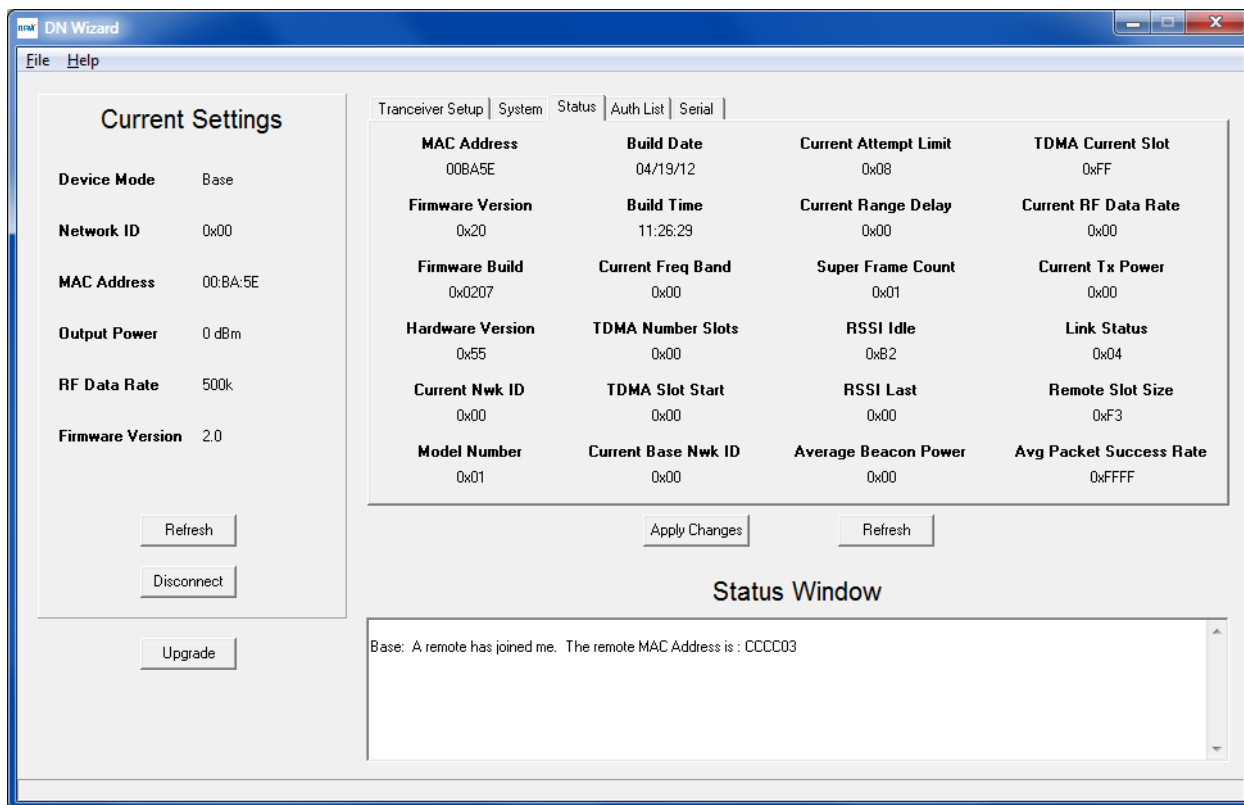 DN Wizard
File Help
Current Settings
Device Mode Base
Network ID 0x00
MAC Address 00:BA:5E
Output Power 0 dBm
RF Data Rate 500k
Firmware Version 2.0
Refresh
Disconnect
Upgrade
Tranceiver Setup System Status Auth List Serial
MAC Address Build Date Current Attempt Limit TDMA Current Slot
00BA5E 04/19/12 0x08 0xFF
Firmware Version Build Time Current Range Delay Current RF Data Rate
0x20 11:26:29 0x00 0x00
Firmware Build Current Freq Band Super Frame Count Current Tx Power
0x0207 0x00 0x01 0x00
Hardware Version TDMA Number Slots RSSI Idle Link Status
0x55 0x00 0xB2 0x04
Current Nwk ID TDMA Slot Start RSSI Last Remote Slot Size
0x00 0x00 0x00 0xF3
Model Number Current Base Nwk ID Average Beacon Power Avg Packet Success Rate
0x01 0x00 0x00 0xFFFF
Apply Changes Refresh
Status Window
Base: A remote has joined me. The remote MAC Address is : CCCC03